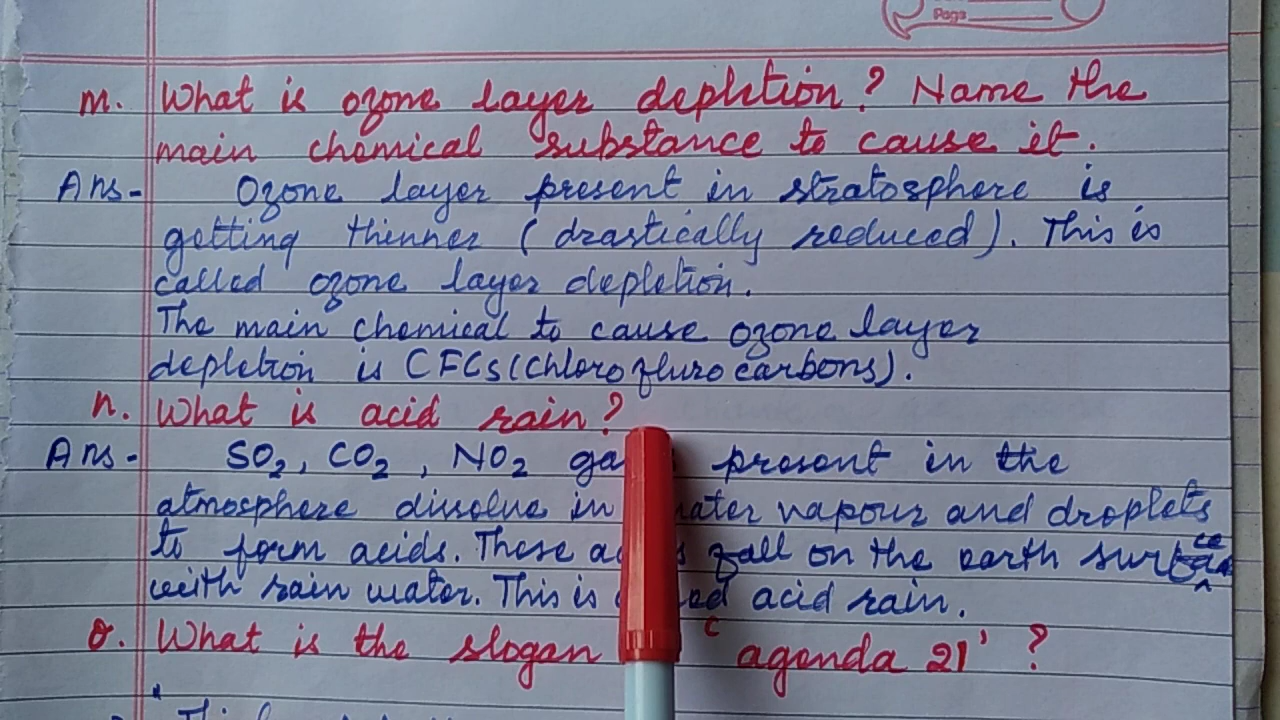 Page
m. What is ozone layer depletion? Name the
main chemical substance to cause it.
Ans- Ozone layer present in stratosphere is
getting thinner (drastically reduced). This is
called ozone layer depletion.
The main chemical to cause ozone layer
depletion is CFCs (Chloro fluro carbons).
n. What is acid rain?
Ans- SO2, CO2, NO2 present in the
atmosphere dissolve in vapour and droplets
to form acids. These fall on the earth
with rain water. This is acid rain.
o. What is the slogan ' agenda 21' ?